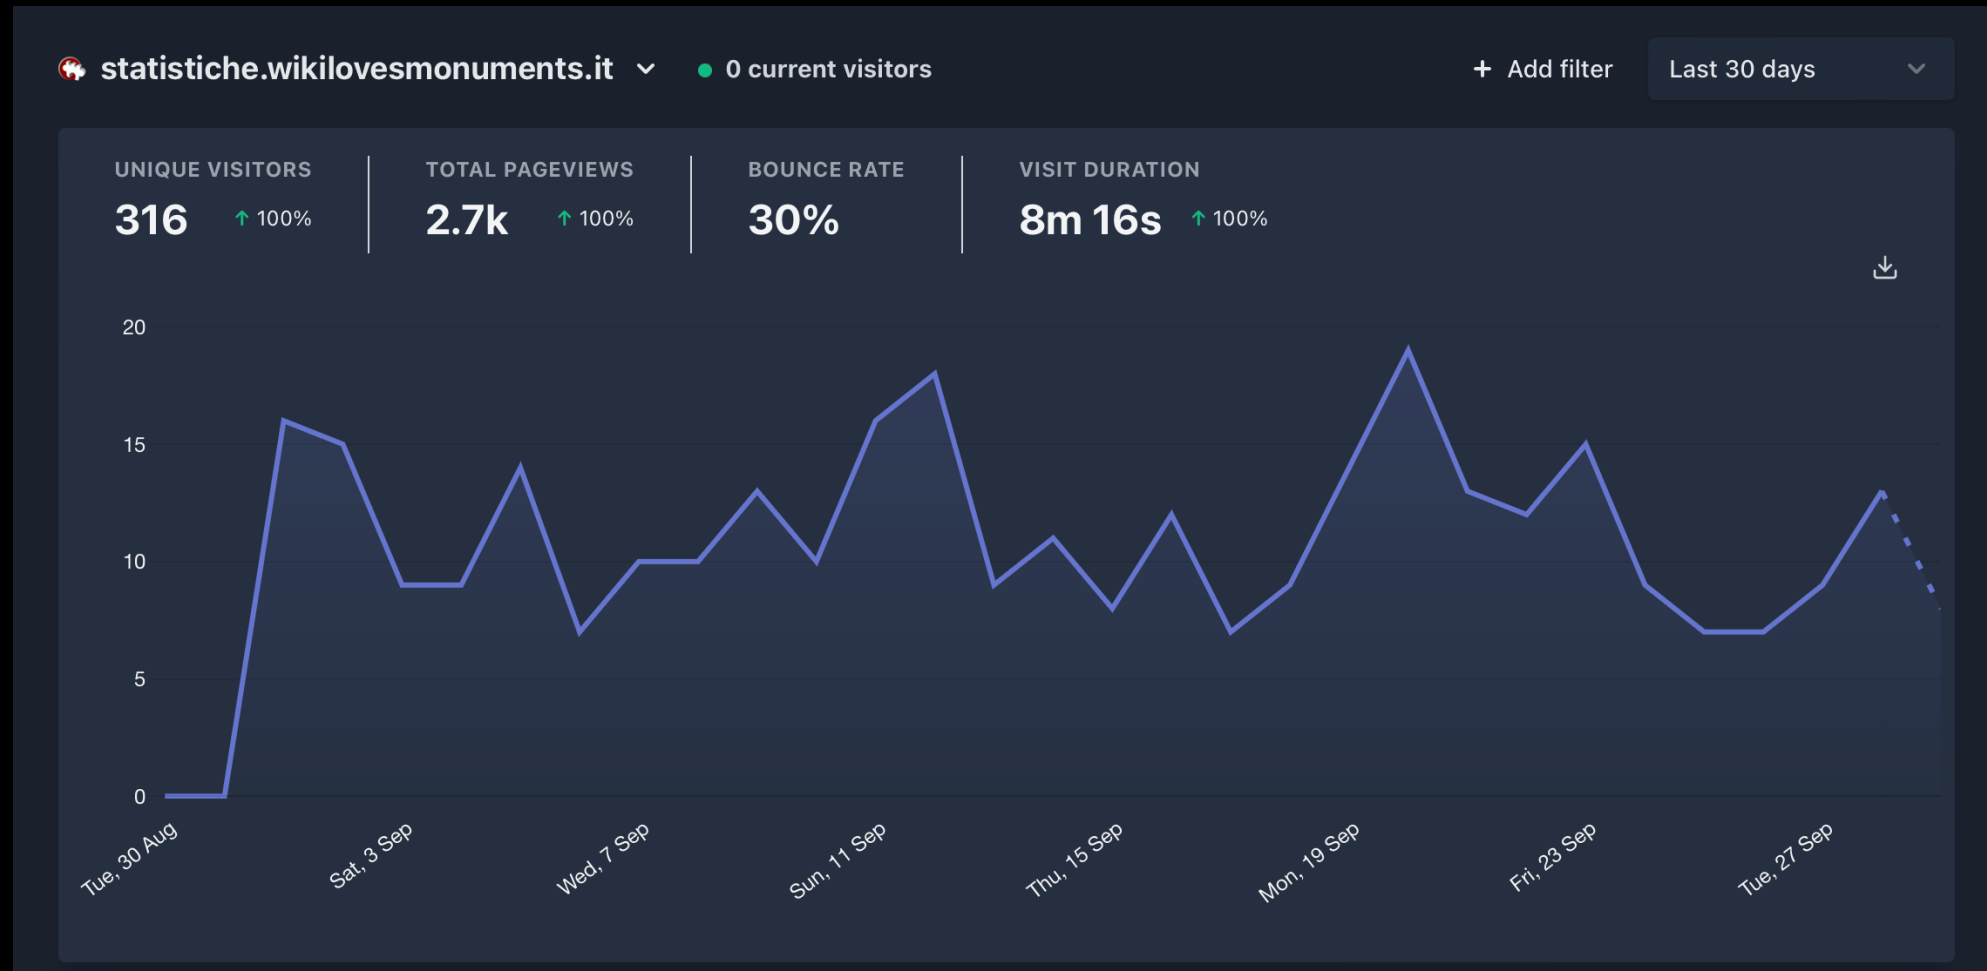 statistiche.wikilovesmonuments.it 0 current visitors + Add filter Last 30 days
UNIQUE VISITORS TOTAL PAGEVIEWS BOUNCE RATE VISIT DURATION
316 ↑ 100% 2.7k ↑ 100% 30% 8m 16s ↑ 100%
20
15
10
5
0
Tue, 30 Aug Sat, 3 Sep Wed, 7 Sep Sun, 11 Sep Thu, 15 Sep Mon, 19 Sep Fri, 23 Sep Tue, 27 Sep